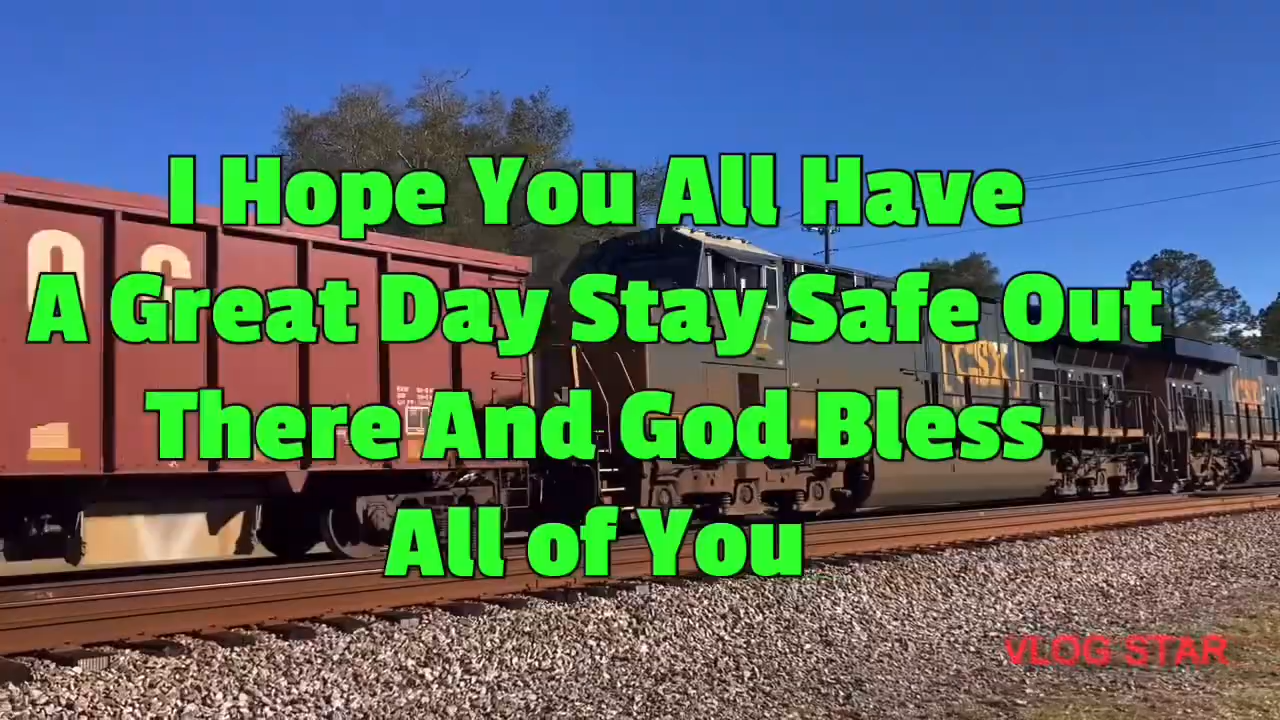 I Hope You All Have
A Great Day Stay Safe Out
There And God Bless
All of You
CSX
CSX
VLOG STAR